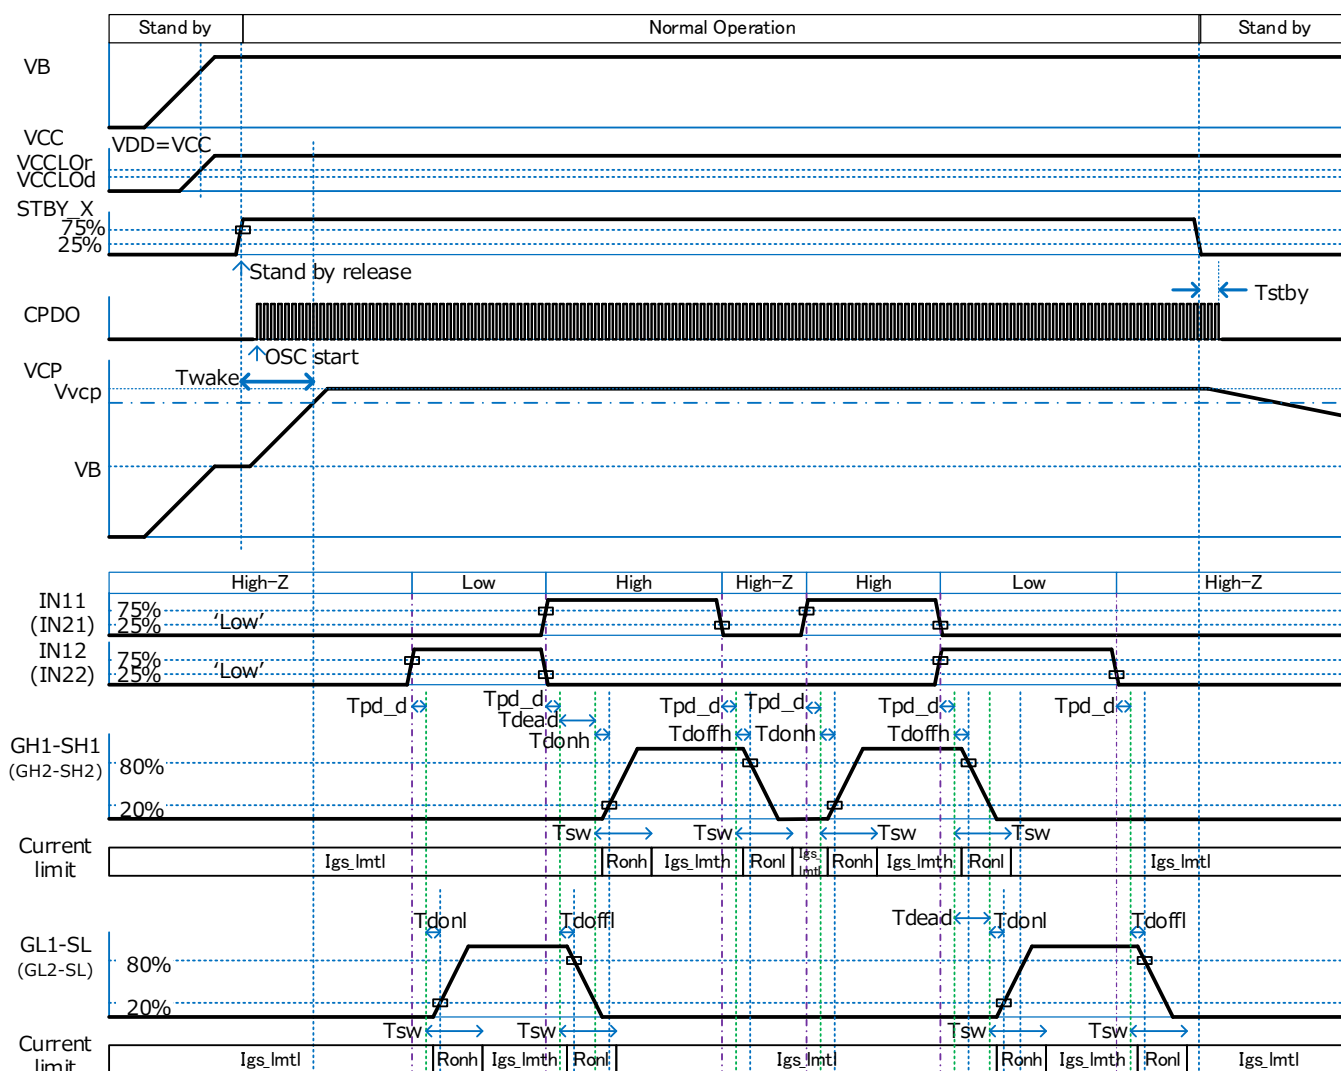 Stand by Normal Operation Stand by
VB
VCC
VDD=VCC
VCCLOr
VCCLOd
STBY_X
75%
25%
Stand by release
Tstby
CPDO
OSC start
VCP
Twake
Vvcp
VB
High-Z Low High High-Z High Low High-Z
IN11
(IN21)
75%
25%
'Low'
IN12
(IN22)
75%
25%
'Low'
Tpd_d Tpd_d Tpd_d Tpd_d Tpd_d Tpd_d
Tdead
Tdonh Tdoffh Tdonh Tdoffh
GH1-SH1
(GH2-SH2)
80%
20%
Tsw Tsw Tsw Tsw
Current
limit
Igs_lmtl Ronh Igs_lmth Ronl Igs_lmtl Ronh Igs_lmth Ronl Igs_lmtl
Tdonl Tdoffl Tdead Tdonl Tdoffl
GL1-SL
(GL2-SL)
80%
20%
Tsw Tsw Tsw Tsw
Current
limit
Igs_lmtl Ronh Igs_lmth Ronl Igs_lmtl Ronh Igs_lmth Ronl Igs_lmtl